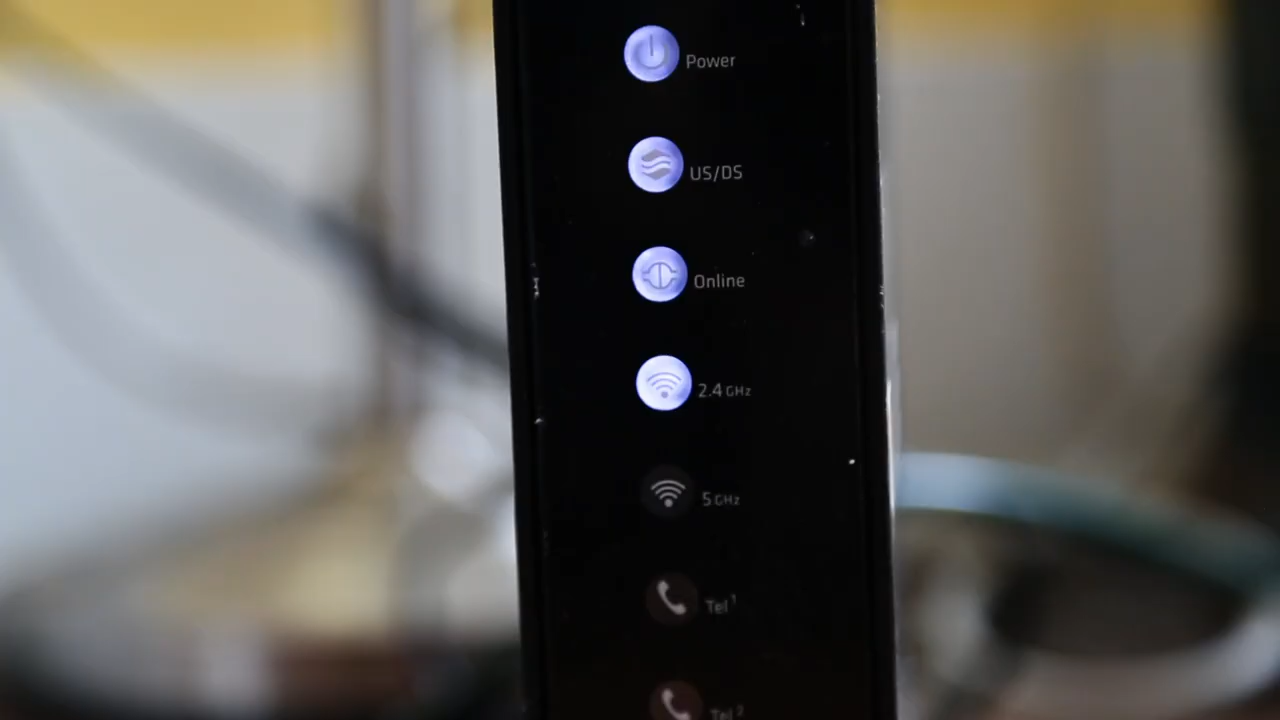 Power
US/DS
Online
2.4 GHz
5 GHz
Tel 1
Tel 2